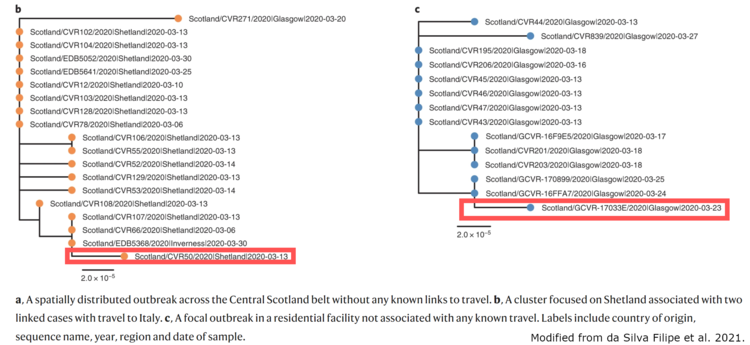 b
Scotland/CVR271/2020|Glasgow|2020-03-20
Scotland/CVR102/2020|Shetland|2020-03-13
Scotland/CVR104/2020|Shetland|2020-03-13
Scotland/EDB5052/2020|Shetland|2020-03-30
Scotland/EDB5641/2020|Shetland|2020-03-25
Scotland/CVR12/2020|Shetland|2020-03-10
Scotland/CVR103/2020|Shetland|2020-03-13
Scotland/CVR128/2020|Shetland|2020-03-13
Scotland/CVR78/2020|Shetland|2020-03-06
Scotland/CVR106/2020|Shetland|2020-03-13
Scotland/CVR55/2020|Shetland|2020-03-13
Scotland/CVR52/2020|Shetland|2020-03-14
Scotland/CVR129/2020|Shetland|2020-03-13
Scotland/CVR53/2020|Shetland|2020-03-14
Scotland/CVR108/2020|Shetland|2020-03-13
Scotland/CVR107/2020|Shetland|2020-03-13
Scotland/CVR66/2020|Shetland|2020-03-06
Scotland/EDB5368/2020|Inverness|2020-03-30
Scotland/CVR50/2020|Shetland|2020-03-13
2.0 × 10⁻⁵
c
Scotland/CVR44/2020|Glasgow|2020-03-13
Scotland/CVR839/2020|Glasgow|2020-03-27
Scotland/CVR195/2020|Glasgow|2020-03-18
Scotland/CVR206/2020|Glasgow|2020-03-16
Scotland/CVR45/2020|Glasgow|2020-03-13
Scotland/CVR46/2020|Glasgow|2020-03-13
Scotland/CVR47/2020|Glasgow|2020-03-13
Scotland/CVR43/2020|Glasgow|2020-03-13
Scotland/GCVR-16F9E5/2020|Glasgow|2020-03-17
Scotland/CVR201/2020|Glasgow|2020-03-18
Scotland/CVR203/2020|Glasgow|2020-03-18
Scotland/GCVR-170899/2020|Glasgow|2020-03-25
Scotland/GCVR-16FFA7/2020|Glasgow|2020-03-24
Scotland/GCVR-17033E/2020|Glasgow|2020-03-23
2.0 × 10⁻⁵
a, A spatially distributed outbreak across the Central Scotland belt without any known links to travel. b, A cluster focused on Shetland associated with two
linked cases with travel to Italy. c, A focal outbreak in a residential facility not associated with any known travel. Labels include country of origin,
sequence name, year, region and date of sample.
Modified from da Silva Filipe et al. 2021.